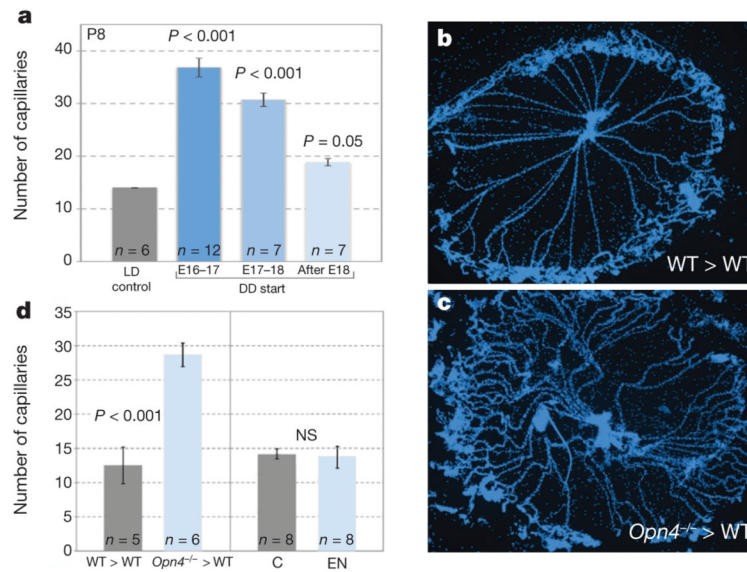 a
P8
Number of capillaries
40
30
20
10
0
P < 0.001
P < 0.001
P = 0.05
n = 6
n = 12
n = 7
n = 7
LD control
E16–17
E17–18
After E18
DD start
b
WT > WT
c
Opn4⁻/⁻ > WT
d
Number of capillaries
35
30
25
20
15
10
5
0
P < 0.001
NS
n = 5
n = 6
n = 8
n = 8
WT > WT
Opn4⁻/⁻ > WT
C
EN